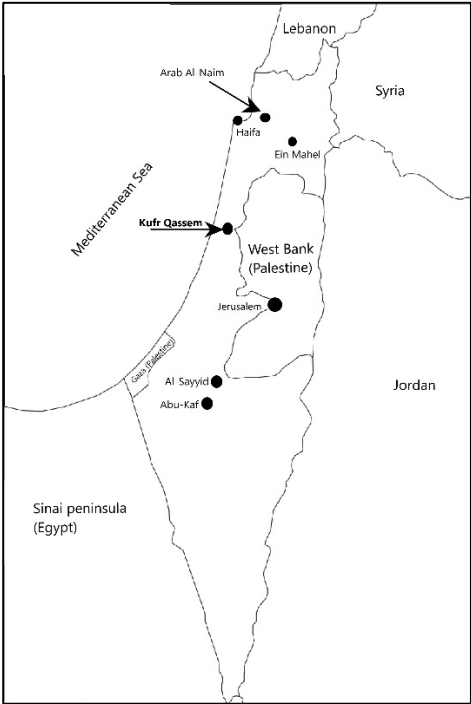 Lebanon
Arab Al Naim
Syria
Haifa
Ein Mahel
Mediterranean Sea
Kufr Qassem
West Bank
(Palestine)
Jerusalem
Gaza (Palestine)
Al-Sayyid
Jordan
Abu-Kaf
Sinai peninsula
(Egypt)